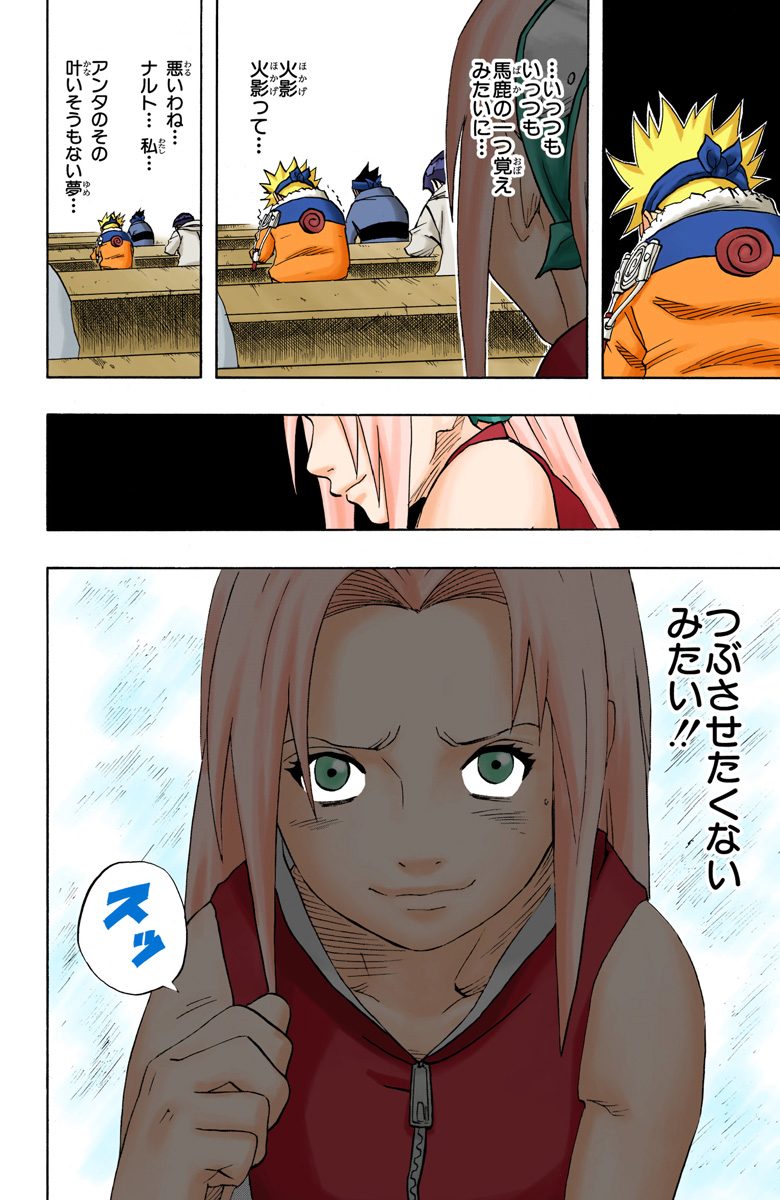 …いっつも
いっつも
馬鹿の一つ覚え
みたいに…
火影
火影って…
悪いわね…
ナルト…私…
アンタのその
叶いそうもない夢…
つぶさせたくない
みたい!!
スッ